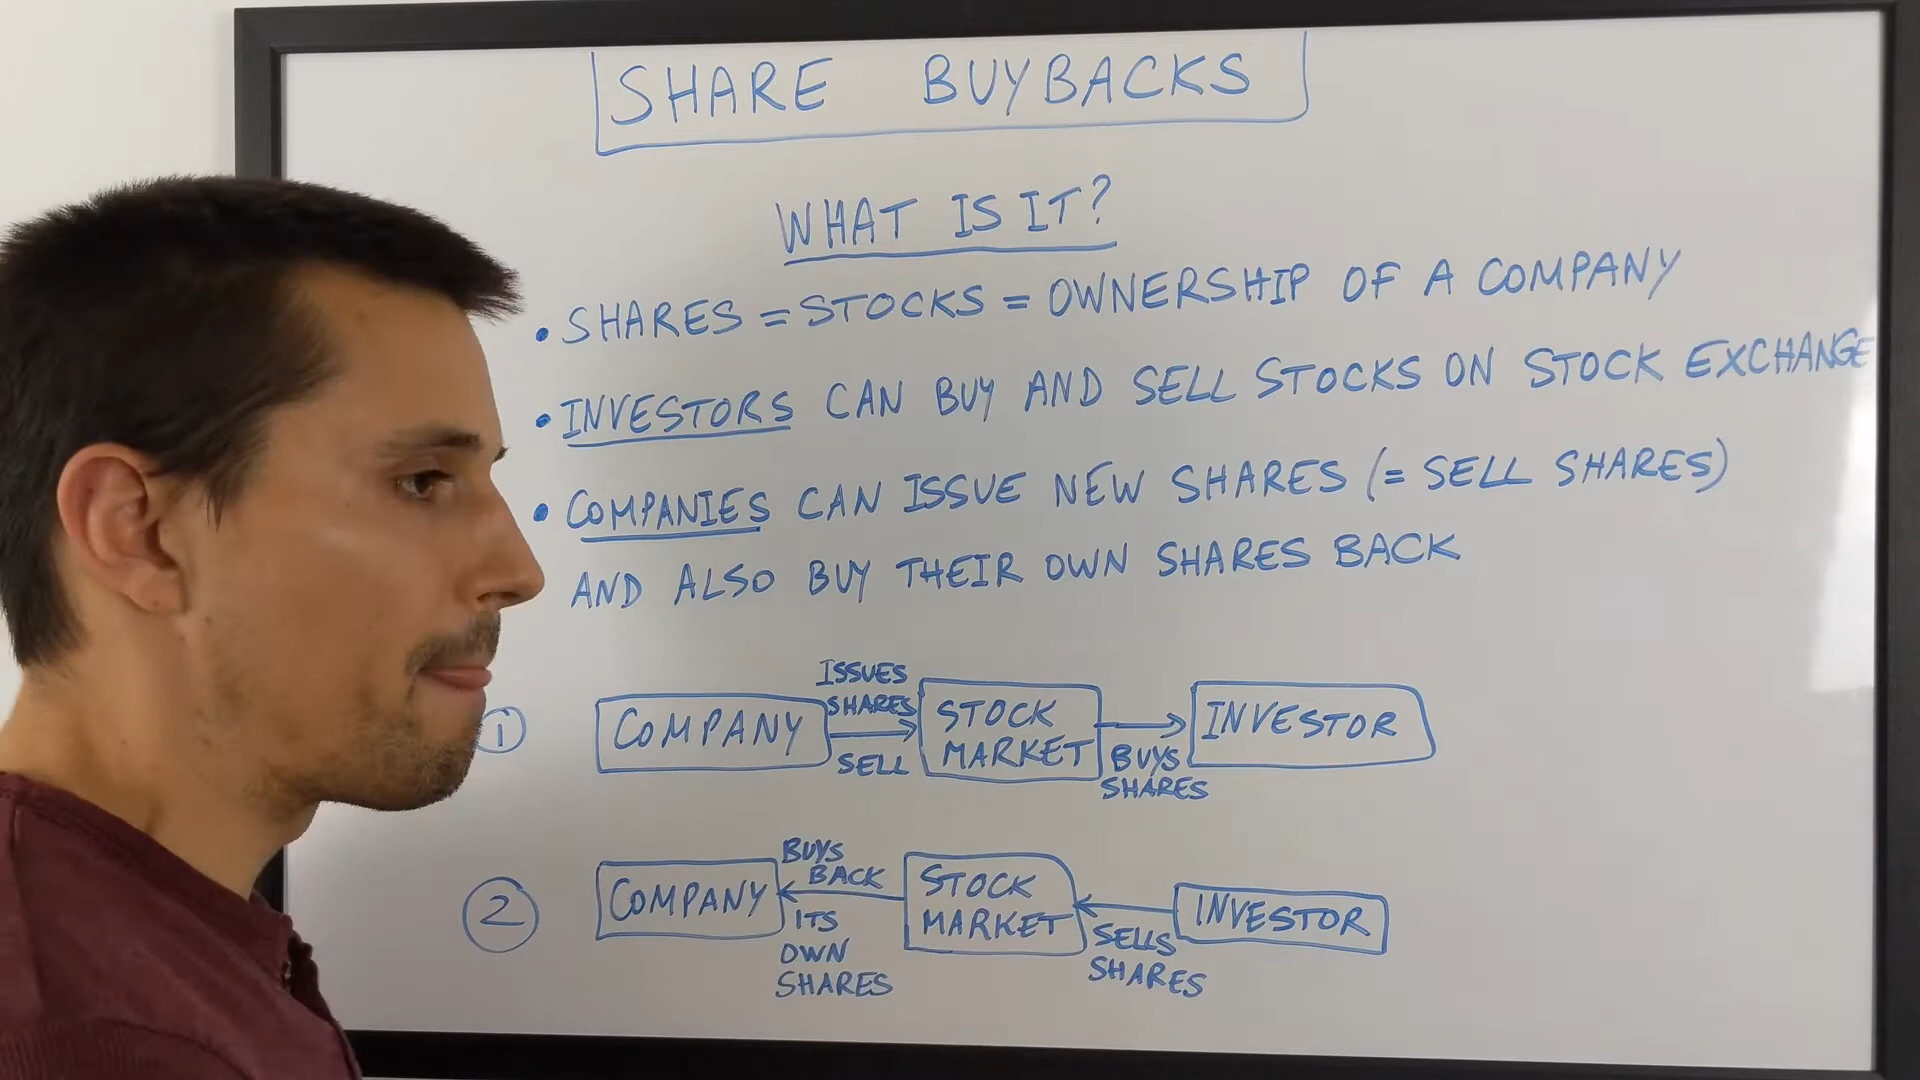 SHARE BUYBACKS
WHAT IS IT?
• SHARES = STOCKS = OWNERSHIP OF A COMPANY
• INVESTORS CAN BUY AND SELL STOCKS ON STOCK EXCHANGE
• COMPANIES CAN ISSUE NEW SHARES (= SELL SHARES)
AND ALSO BUY THEIR OWN SHARES BACK
1
COMPANY
ISSUES
SHARES
SELL
STOCK
MARKET
BUYS
SHARES
INVESTOR
2
COMPANY
BUYS
BACK
ITS
OWN
SHARES
STOCK
MARKET
SELLS
SHARES
INVESTOR